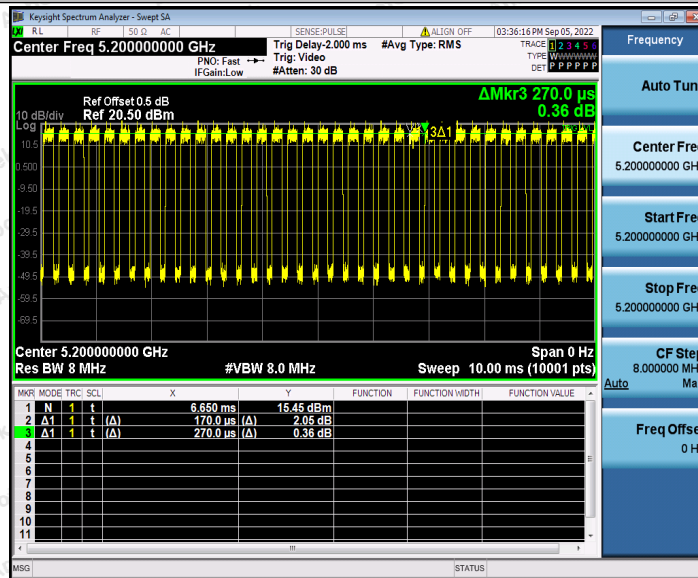 Keysight Spectrum Analyzer - Swept SA
RL RF 50 Ω AC SENSE:PULSE ALIGN OFF 03:36:16 PM Sep 05, 2022
Center Freq 5.200000000 GHz
PNO: Fast
IFGain:Low
Trig Delay-2.000 ms
Trig: Video
#Atten: 30 dB
#Avg Type: RMS
TRACE 1 2 3 4 5 6
TYPE WWWWWW
DET P P P P P P
Ref Offset 0.5 dB
Ref 20.50 dBm
ΔMkr3 270.0 µs
0.36 dB
10 dB/div
Log
10.5
0.500
-9.50
-19.5
-29.5
-39.5
-49.5
-59.5
-69.5
3Δ1
Center 5.200000000 GHz Span 0 Hz
Res BW 8 MHz #VBW 8.0 MHz Sweep 10.00 ms (10001 pts)
MKR MODE TRC SCL X Y FUNCTION FUNCTION WIDTH FUNCTION VALUE
1 N 1 t 6.650 ms 15.45 dBm
2 Δ1 1 t (Δ) 170.0 µs (Δ) 2.05 dB
3 Δ1 1 t (Δ) 270.0 µs (Δ) 0.36 dB
4
5
6
7
8
9
10
11
MSG STATUS
Frequency
Auto Tun
Center Fre
5.200000000 GH
Start Fre
5.200000000 GH
Stop Fre
5.200000000 GH
CF Step
8.000000 MH
Auto Ma
Freq Offse
0 H